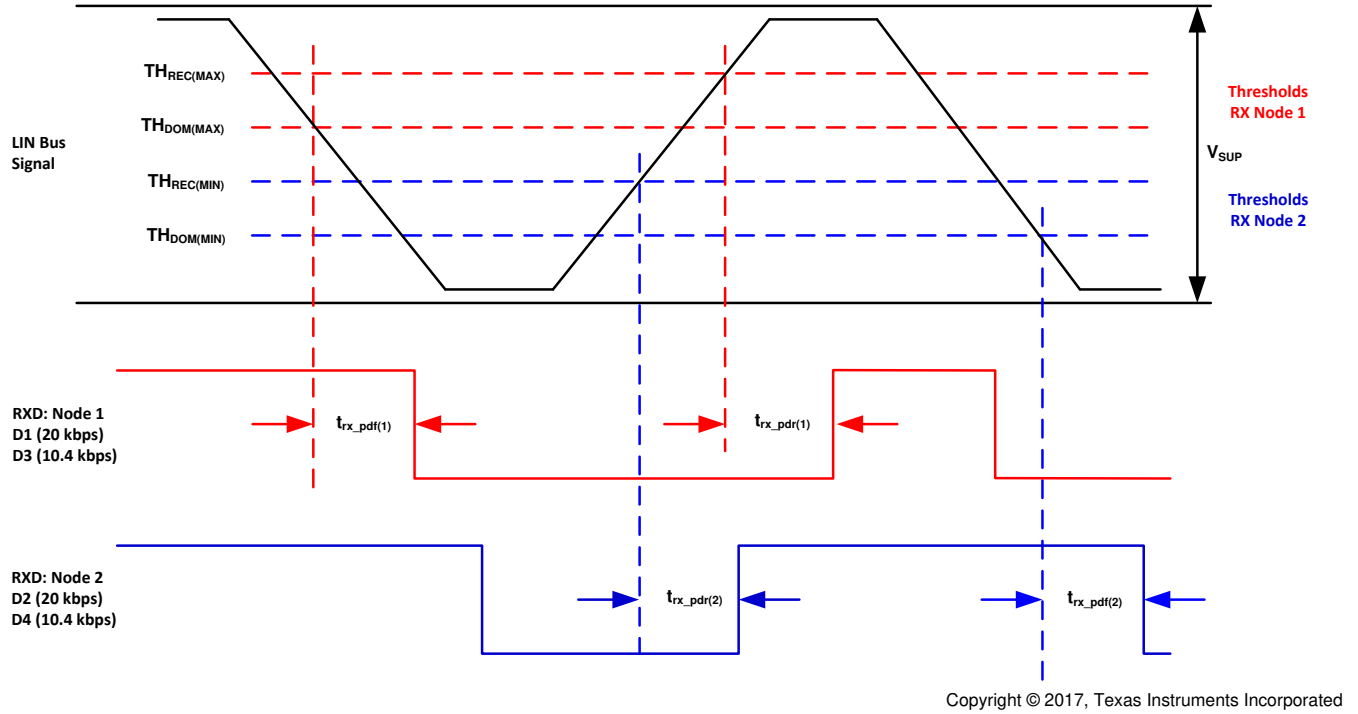 TH_REC(MAX)
TH_DOM(MAX)
TH_REC(MIN)
TH_DOM(MIN)
LIN Bus
Signal
Thresholds
RX Node 1
V_SUP
Thresholds
RX Node 2
RXD: Node 1
D1 (20 kbps)
D3 (10.4 kbps)
t_rx_pdf(1)
t_rx_pdr(1)
RXD: Node 2
D2 (20 kbps)
D4 (10.4 kbps)
t_rx_pdr(2)
t_rx_pdf(2)
Copyright © 2017, Texas Instruments Incorporated